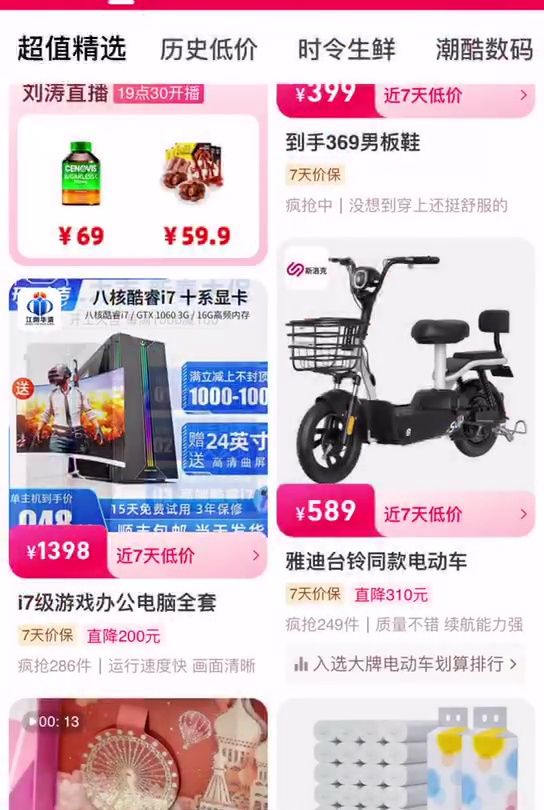 超值精选
历史低价
时令生鲜
潮酷数码
刘涛直播
19点30开播
CENOVIS
SUGARLESS C
¥69
¥59.9
¥399
近7天低价
到手369男板鞋
7天价保
疯抢中|没想到穿上还挺舒服的
八核酷睿i7 十系显卡
八核酷睿i7 / GTX 1060 3G / 16G高频内存
送
满立减上不封顶
1000-100
赠送
24英寸
高清曲屏
单主机到手价
948
15天免费试用 3年保修
顺丰包邮 当天发货
¥1398
近7天低价
i7级游戏办公电脑全套
7天价保
直降200元
疯抢286件|运行速度快 画面清晰
00: 13
斯洛克
¥589
近7天低价
雅迪台铃同款电动车
7天价保
直降310元
疯抢249件|质量不错 续航能力强
入选大牌电动车划算排行